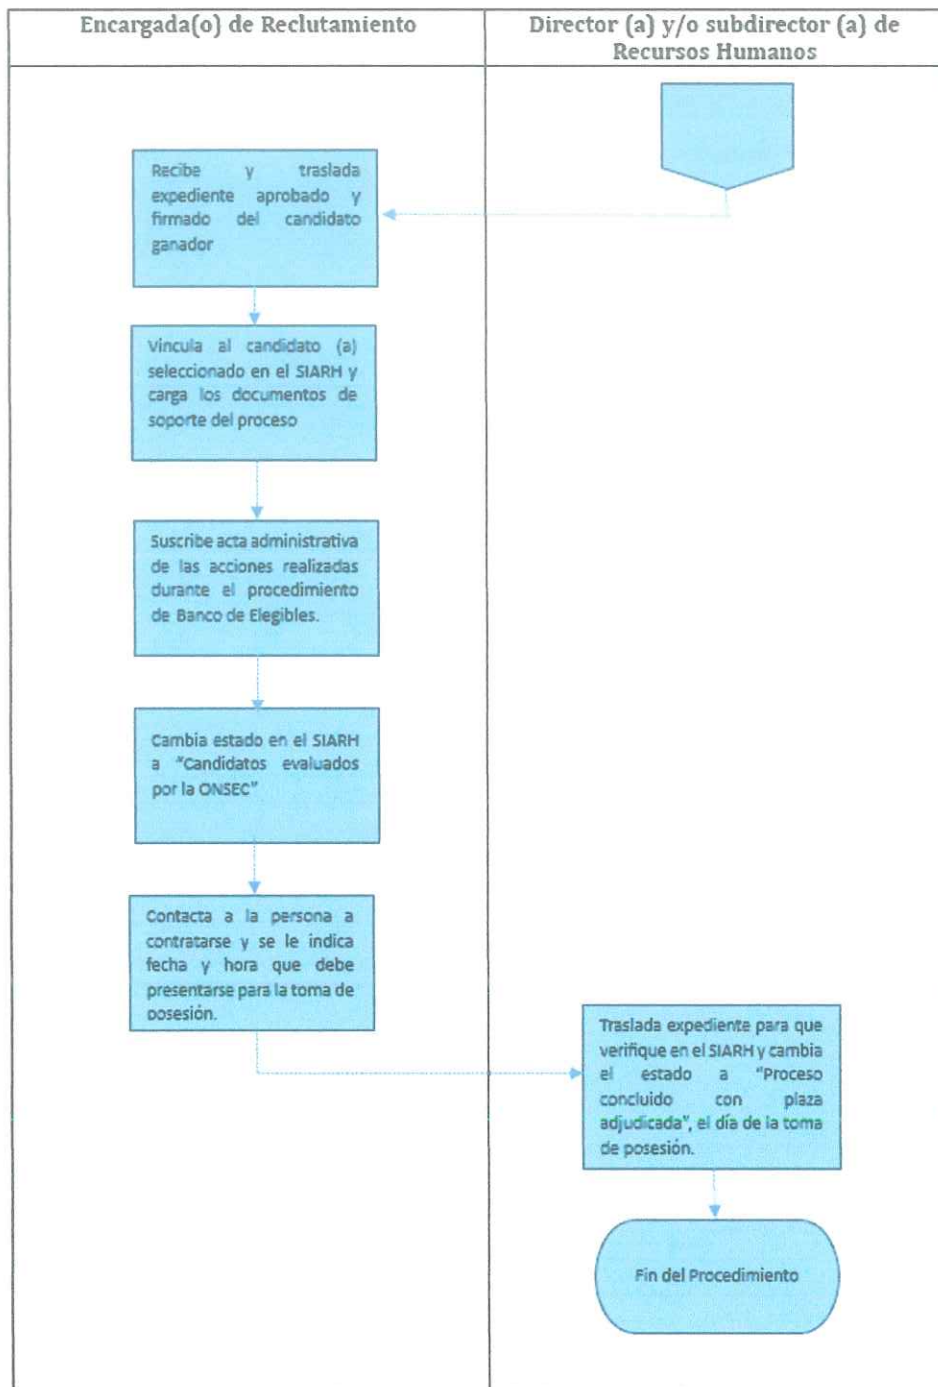 Encargada(o) de Reclutamiento
Director (a) y/o subdirector (a) de
Recursos Humanos
Recibe y traslada
expediente aprobado y
firmado del candidato
ganador
Vincula al candidato (a)
seleccionado en el SIARH y
carga los documentos de
soporte del proceso
Suscribe acta administrativa
de las acciones realizadas
durante el procedimiento
de Banco de Elegibles.
Cambia estado en el SIARH
a "Candidatos evaluados
por la ONSEC"
Contacta a la persona a
contratarse y se le indica
fecha y hora que debe
presentarse para la toma de
posesión.
Traslada expediente para que
verifique en el SIARH y cambia
el estado a "Proceso
concluido con plaza
adjudicada", el día de la toma
de posesión.
Fin del Procedimiento